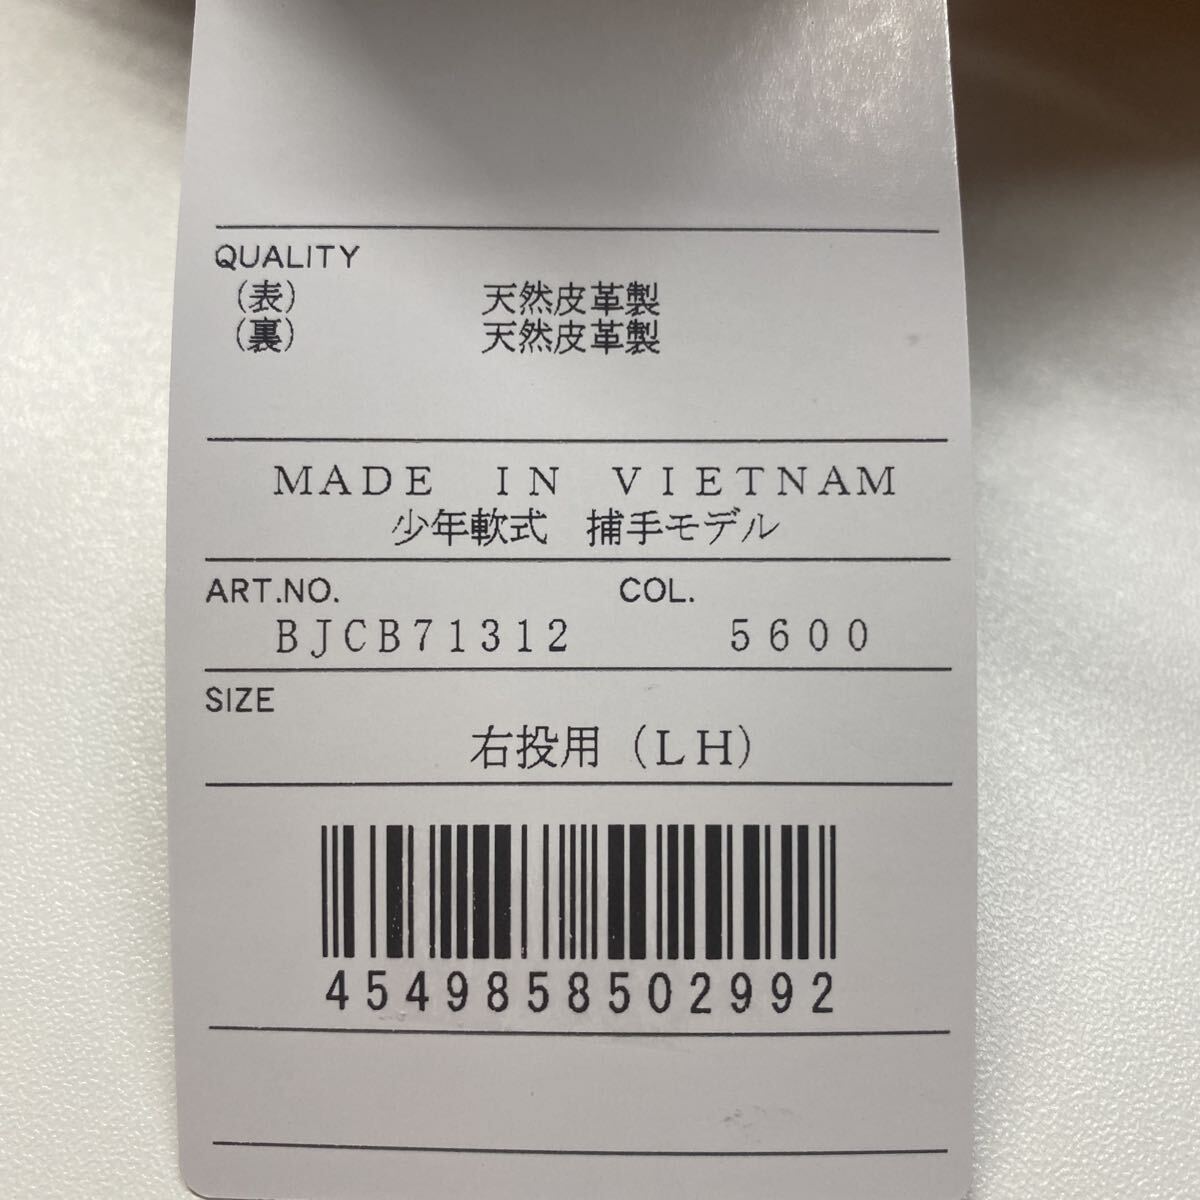 QUALITY
(表) 天然皮革製
(裏) 天然皮革製
MADE IN VIETNAM
少年軟式 捕手モデル
ART.NO. COL.
BJCB71312 5600
SIZE
右投用(LH)
4549858502992